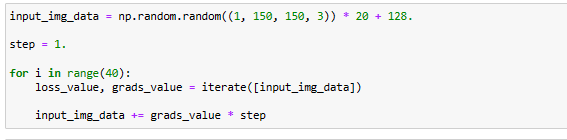 input_img_data = np.random.random((1, 150, 150, 3)) * 20 + 128.
step = 1.
for i in range(40):
    loss_value, grads_value = iterate([input_img_data])
    input_img_data += grads_value * step